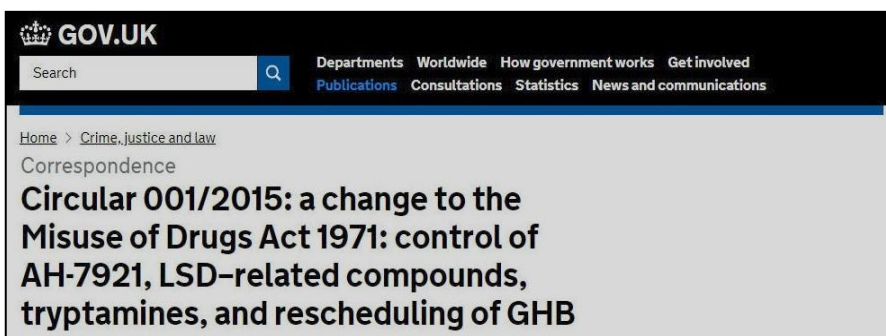 GOV.UK
Search
Departments Worldwide How government works Get involved
Publications Consultations Statistics News and communications
Home > Crime, justice and law
Correspondence
Circular 001/2015: a change to the
Misuse of Drugs Act 1971: control of
AH-7921, LSD–related compounds,
tryptamines, and rescheduling of GHB